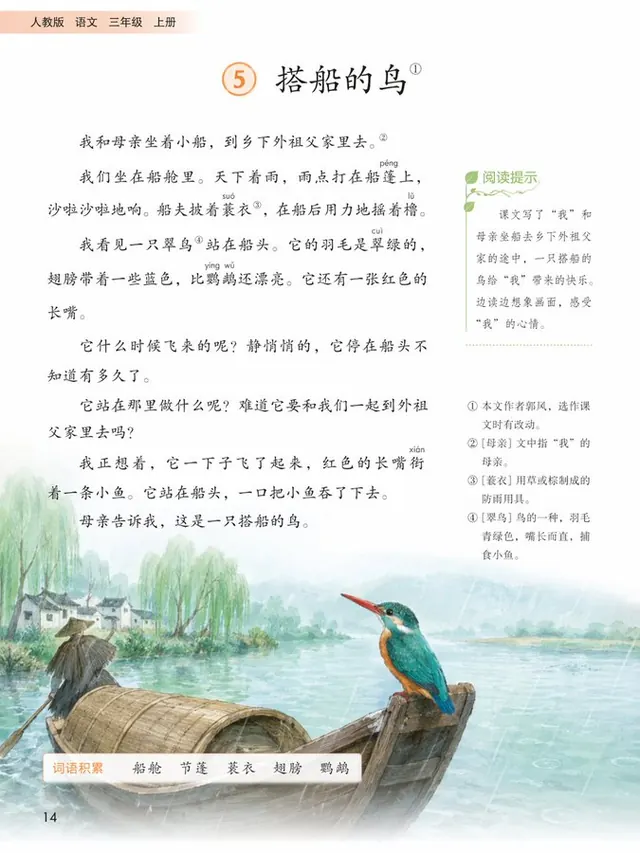 人教版 语文 三年级 上册
5 搭船的鸟①
我和母亲坐着小船，到乡下外祖父家里去。②
péng
我们坐在船舱里。天下着雨，雨点打在船篷上，
suó lǔ
沙啦沙啦地响。船夫披着蓑衣③，在船后用力地摇着橹。
cuì
我看见一只翠鸟④站在船头。它的羽毛是翠绿的，
yīng wǔ
翅膀带着一些蓝色，比鹦鹉还漂亮。它还有一张红色的
长嘴。
它什么时候飞来的呢？静悄悄的，它停在船头不
知道有多久了。
它站在那里做什么呢？难道它要和我们一起到外祖
父家里去吗？
xián
我正想着，它一下子飞了起来，红色的长嘴衔
着一条小鱼。它站在船头，一口把小鱼吞了下去。
母亲告诉我，这是一只搭船的鸟。
阅读提示
课文写了“我”和
母亲坐船去乡下外祖父
家的途中，一只搭船的
鸟给“我”带来的快乐。
边读边想象画面，感受
“我”的心情。
① 本文作者郭风，选作课
文时有改动。
② [母亲] 文中指“我”的
母亲。
③ [蓑衣] 用草或棕制成的
防雨用具。
④ [翠鸟] 鸟的一种，羽毛
青绿色，嘴长而直，捕
食小鱼。
词语积累 船舱 节蓬 蓑衣 翅膀 鹦鹉
14